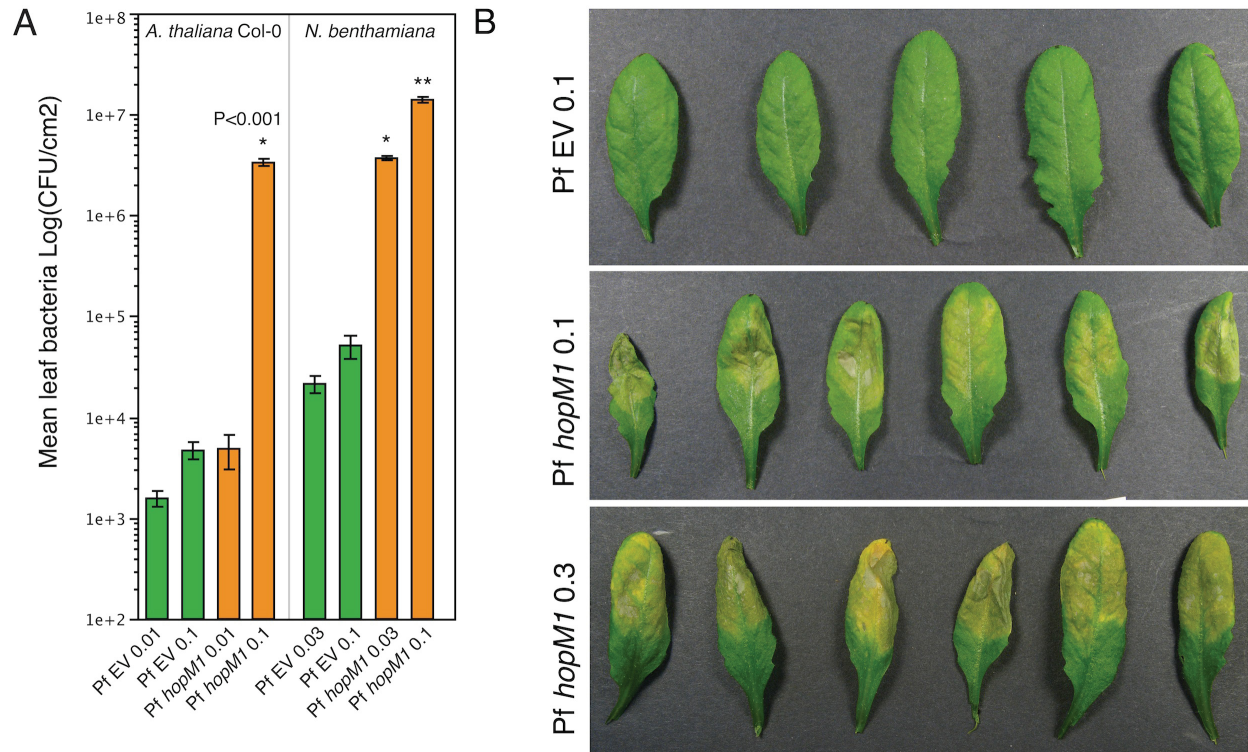 A
B
Mean leaf bacteria Log(CFU/cm2)
1e+8
1e+7
1e+6
1e+5
1e+4
1e+3
1e+2
A. thaliana Col-0
N. benthamiana
P<0.001
*
*
**
Pf EV 0.01
Pf EV 0.1
Pf hopM1 0.01
Pf hopM1 0.1
Pf EV 0.03
Pf EV 0.1
Pf hopM1 0.03
Pf hopM1 0.1
Pf EV 0.1
Pf hopM1 0.1
Pf hopM1 0.3